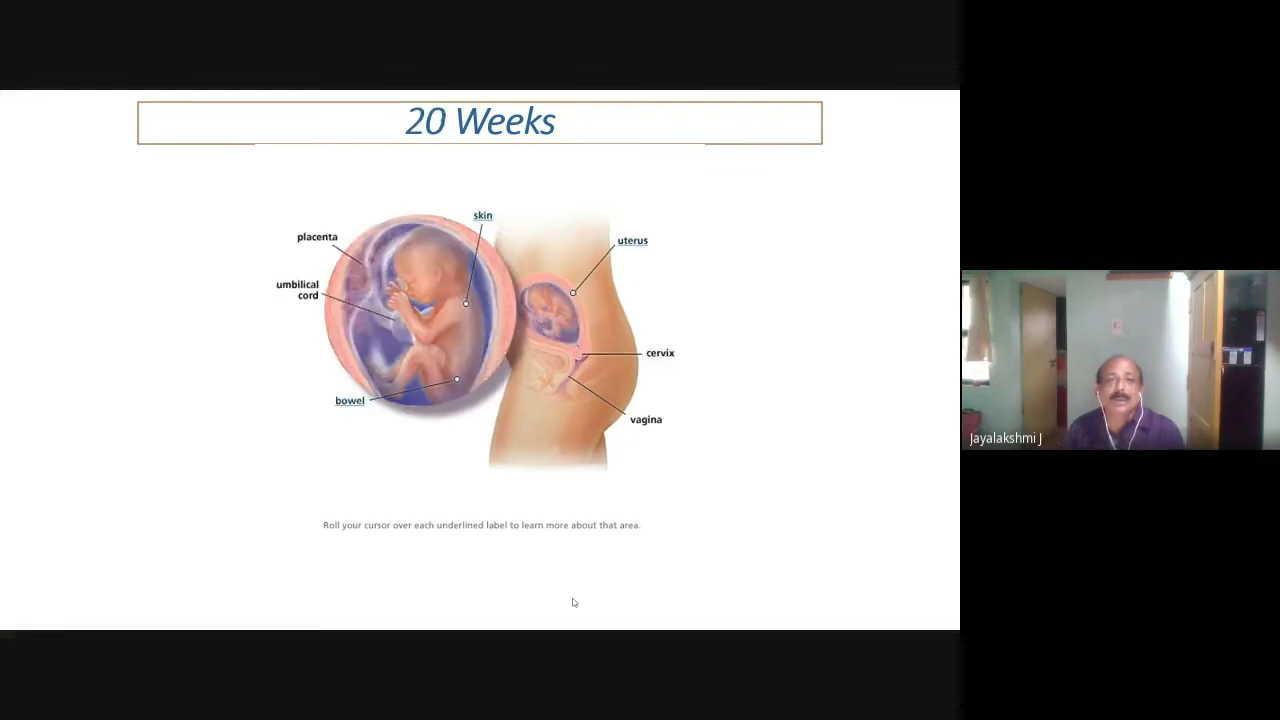 20 Weeks
skin
placenta
uterus
umbilical
cord
cervix
bowel
vagina
Roll your cursor over each underlined label to learn more about that area.
Jayalakshmi J